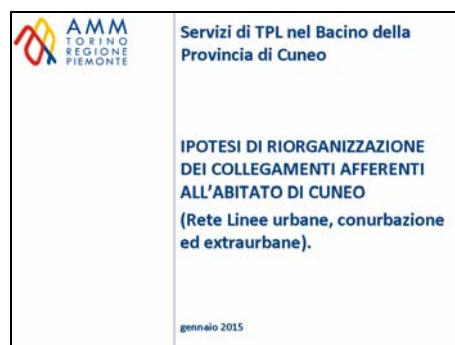 AMM
TORINO
REGIONE
PIEMONTE
Servizi di TPL nel Bacino della
Provincia di Cuneo
IPOTESI DI RIORGANIZZAZIONE
DEI COLLEGAMENTI AFFERENTI
ALL’ABITATO DI CUNEO
(Rete Linee urbane, conurbazione
ed extraurbane).
gennaio 2015